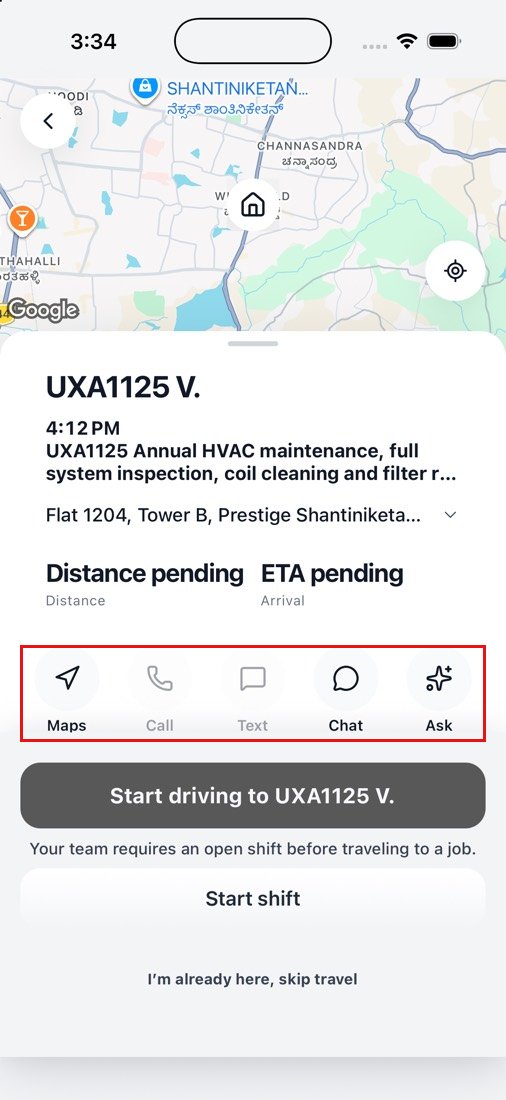 3:34
SHANTINIKETAN...
ನೆಕ್ಸಸ್ ಶಾಂತಿನಿಕೇತನ್
OODI
ಡಿ
CHANNASANDRA
ಚನ್ನಾಸಂದ್ರ
THAHALLI
ರತಹಳ್ಳಿ
Google
UXA1125 V.
4:12 PM
UXA1125 Annual HVAC maintenance, full
system inspection, coil cleaning and filter r...
Flat 1204, Tower B, Prestige Shantiniketa...
Distance pending ETA pending
Distance Arrival
Maps Call Text Chat Ask
Start driving to UXA1125 V.
Your team requires an open shift before traveling to a job.
Start shift
I'm already here, skip travel